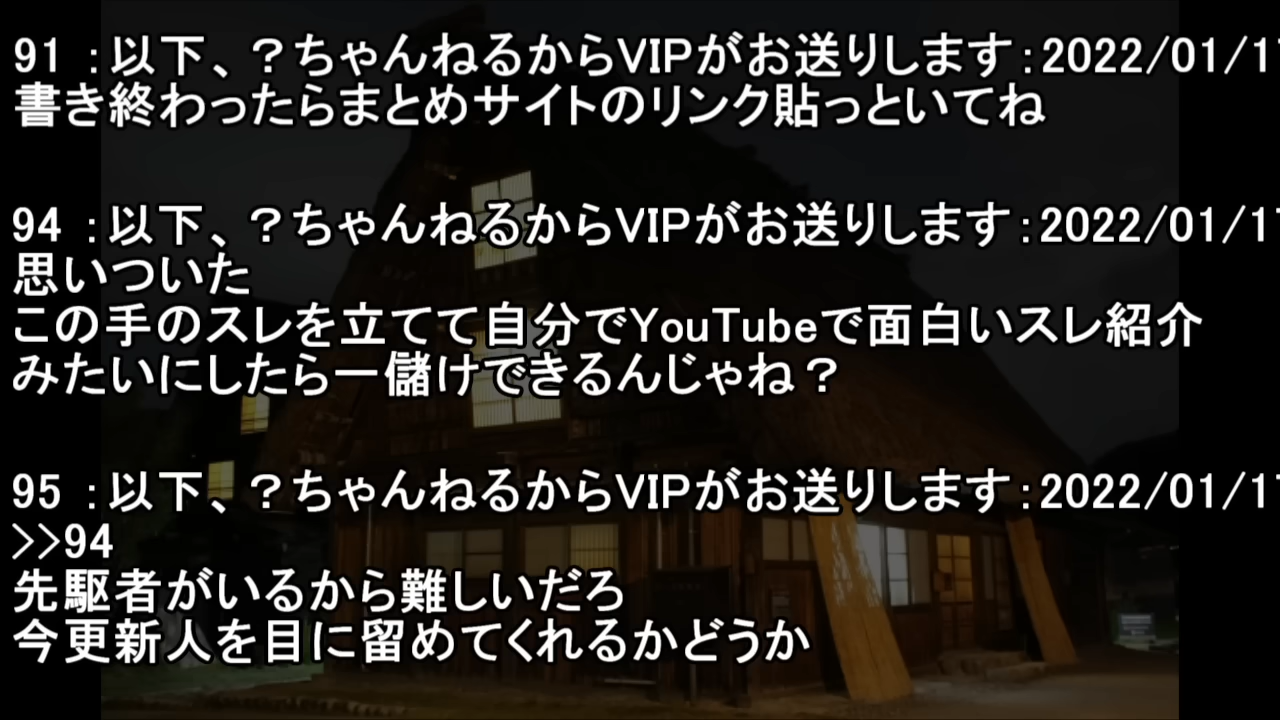 91 :以下、?ちゃんねるからVIPがお送りします:2022/01/17
書き終わったらまとめサイトのリンク貼っといてね
94 :以下、?ちゃんねるからVIPがお送りします:2022/01/17
思いついた
この手のスレを立てて自分でYouTubeで面白いスレ紹介
みたいにしたら一儲けできるんじゃね?
95 :以下、?ちゃんねるからVIPがお送りします:2022/01/17
>>94
先駆者がいるから難しいだろ
今更新人を目に留めてくれるかどうか